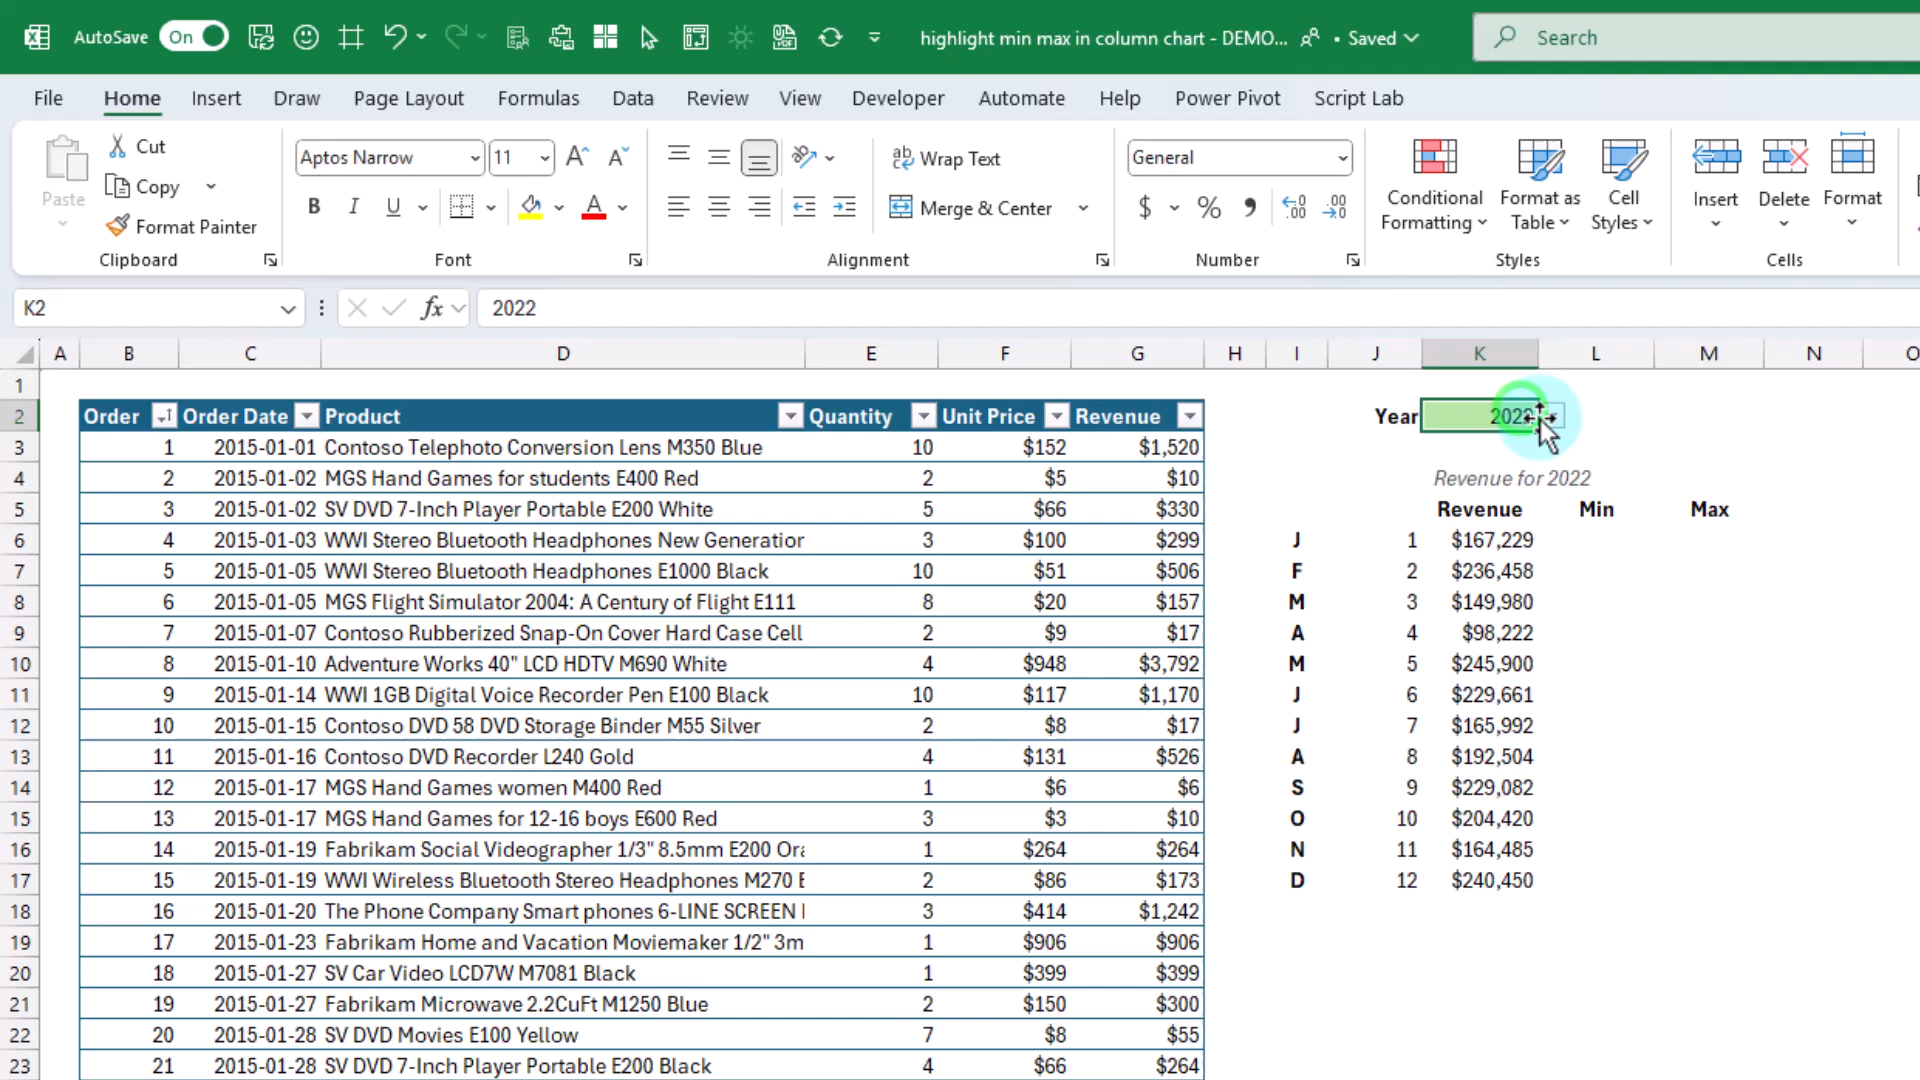 AutoSave On highlight min max in column chart - DEMO... • Saved Search
File Home Insert Draw Page Layout Formulas Data Review View Developer Automate Help Power Pivot Script Lab
Paste Cut Copy Format Painter Clipboard
Aptos Narrow 11 B I U Font
Wrap Text Merge & Center Alignment
General $ % Number
Conditional Formatting Format as Table Cell Styles Styles
Insert Delete Format Cells
K2 fx 2022
A B C D E F G H I J K L M N O
1
2 Order Order Date Product Quantity Unit Price Revenue Year
3 1 2015-01-01 Contoso Telephoto Conversion Lens M350 Blue 10 $152 $1,520
4 2 2015-01-02 MGS Hand Games for students E400 Red 2 $5 $10 Revenue for 2022
5 3 2015-01-02 SV DVD 7-Inch Player Portable E200 White 5 $66 $330 Revenue Min Max
6 4 2015-01-03 WWI Stereo Bluetooth Headphones New Generation 3 $100 $299 J 1 $167,229
7 5 2015-01-05 WWI Stereo Bluetooth Headphones E1000 Black 10 $51 $506 F 2 $236,458
8 6 2015-01-05 MGS Flight Simulator 2004: A Century of Flight E111 8 $20 $157 M 3 $149,980
9 7 2015-01-07 Contoso Rubberized Snap-On Cover Hard Case Cell 2 $9 $17 A 4 $98,222
10 8 2015-01-10 Adventure Works 40" LCD HDTV M690 White 4 $948 $3,792 M 5 $245,900
11 9 2015-01-14 WWI 1GB Digital Voice Recorder Pen E100 Black 10 $117 $1,170 J 6 $229,661
12 10 2015-01-15 Contoso DVD 58 DVD Storage Binder M55 Silver 2 $8 $17 J 7 $165,992
13 11 2015-01-16 Contoso DVD Recorder L240 Gold 4 $131 $526 A 8 $192,504
14 12 2015-01-17 MGS Hand Games women M400 Red 1 $6 $6 S 9 $229,082
15 13 2015-01-17 MGS Hand Games for 12-16 boys E600 Red 3 $3 $10 O 10 $204,420
16 14 2015-01-19 Fabrikam Social Videographer 1/3" 8.5mm E200 Ora 1 $264 $264 N 11 $164,485
17 15 2015-01-19 WWI Wireless Bluetooth Stereo Headphones M270 2 $86 $173 D 12 $240,450
18 16 2015-01-20 The Phone Company Smart phones 6-LINE SCREEN 3 $414 $1,242
19 17 2015-01-23 Fabrikam Home and Vacation Moviemaker 1/2" 3m 1 $906 $906
20 18 2015-01-27 SV Car Video LCD7W M7081 Black 1 $399 $399
21 19 2015-01-27 Fabrikam Microwave 2.2CuFt M1250 Blue 2 $150 $300
22 20 2015-01-28 SV DVD Movies E100 Yellow 7 $8 $55
23 21 2015-01-28 SV DVD 7-Inch Player Portable E200 Black 4 $66 $264